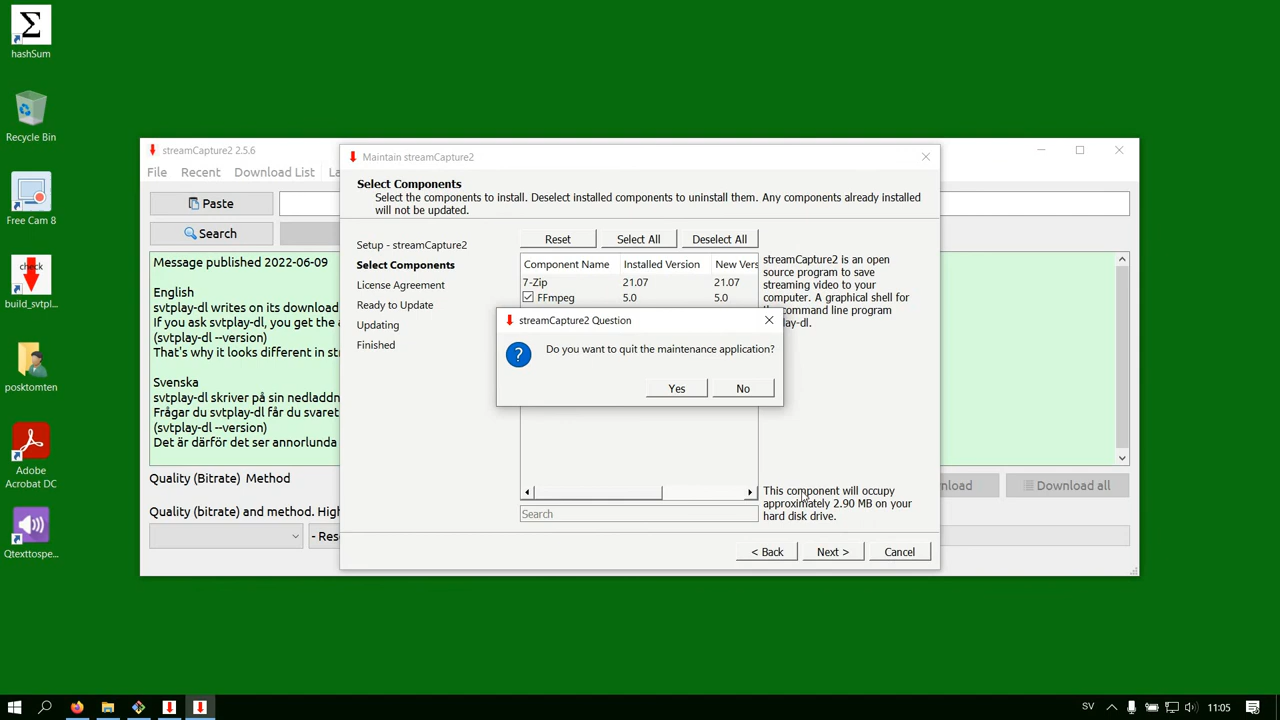 hashSum
Recycle Bin
Free Cam 8
check
build_svtpl...
posktomten
Adobe
Acrobat DC
Qtexttospe...
streamCapture2 2.5.6
File
Recent
Download List
Paste
Search
Message published 2022-06-09
English
svtplay-dl writes on its download
If you ask svtplay-dl, you get the
(svtplay-dl --version)
That's why it looks different in
Svenska
svtplay-dl skriver på sin
Frågar du svtplay-dl får du svaret
(svtplay-dl --version)
Det är därför det ser annorlunda
Quality (Bitrate) Method
Quality (bitrate) and method.
Download all
Maintain streamCapture2
Select Components
Select the components to install. Deselect installed components to uninstall them. Any components already installed
will not be updated.
Setup - streamCapture2
Select Components
License Agreement
Ready to Update
Updating
Finished
Reset
Select All
Deselect All
Component Name
Installed Version
New Vers
7-Zip
21.07
21.07
FFmpeg
5.0
5.0
streamCapture2 is an open
source program to save
streaming video to your
computer. A graphical shell for
command line program
streamCapture2 Question
Do you want to quit the maintenance application?
Yes
No
This component will occupy
approximately 2.90 MB on your
hard disk drive.
Search
< Back
Next >
Cancel
SV
11:05